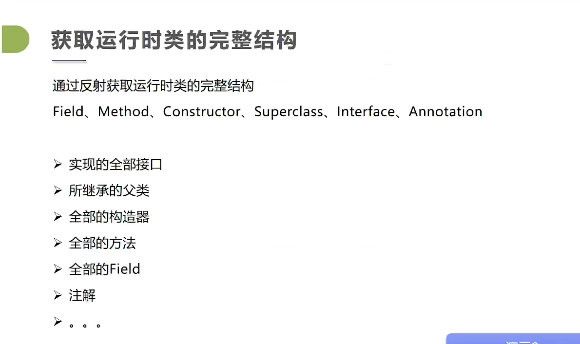 获取运行时类的完整结构
通过反射获取运行时类的完整结构
Field、Method、Constructor、Superclass、Interface、Annotation
➢ 实现的全部接口
➢ 所继承的父类
➢ 全部的构造器
➢ 全部的方法
➢ 全部的Field
➢ 注解
➢ 。。。